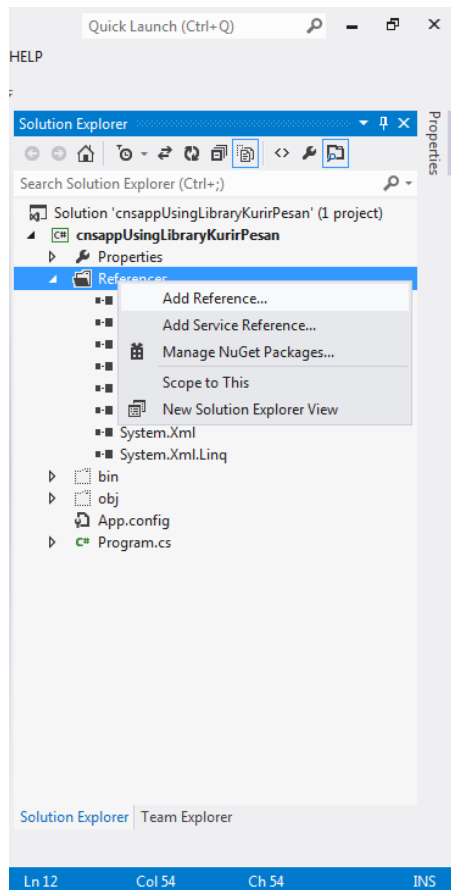 Quick Launch (Ctrl+Q)
HELP
Solution Explorer
Properties
Search Solution Explorer (Ctrl+;)
Solution 'cnsappUsingLibraryKurirPesan' (1 project)
C# cnsappUsingLibraryKurirPesan
Properties
References
Add Reference...
Add Service Reference...
Manage NuGet Packages...
Scope to This
New Solution Explorer View
System.Xml
System.Xml.Linq
bin
obj
App.config
C# Program.cs
Solution Explorer Team Explorer
Ln 12 Col 54 Ch 54 INS